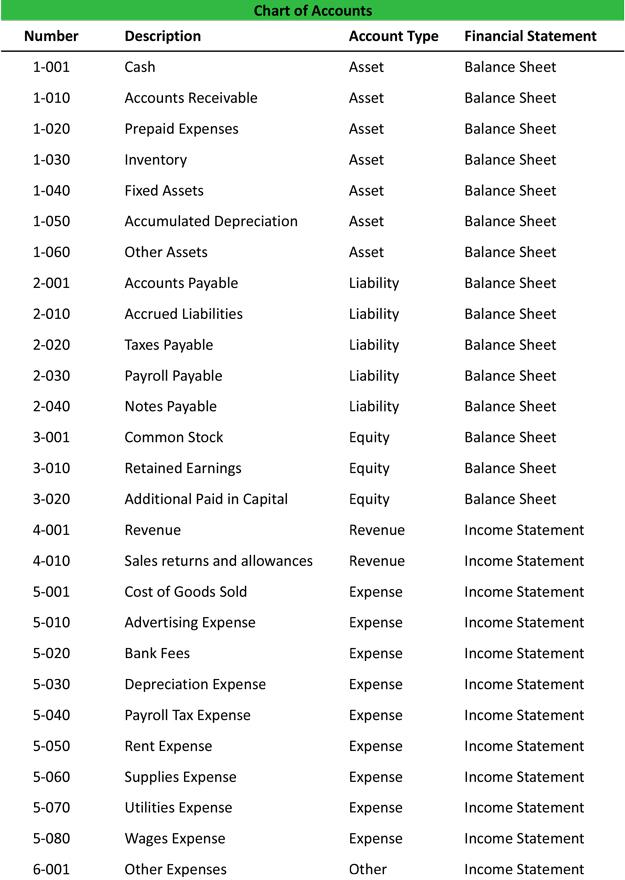 Chart of Accounts
Number Description Account Type Financial Statement
1-001 Cash Asset Balance Sheet
1-010 Accounts Receivable Asset Balance Sheet
1-020 Prepaid Expenses Asset Balance Sheet
1-030 Inventory Asset Balance Sheet
1-040 Fixed Assets Asset Balance Sheet
1-050 Accumulated Depreciation Asset Balance Sheet
1-060 Other Assets Asset Balance Sheet
2-001 Accounts Payable Liability Balance Sheet
2-010 Accrued Liabilities Liability Balance Sheet
2-020 Taxes Payable Liability Balance Sheet
2-030 Payroll Payable Liability Balance Sheet
2-040 Notes Payable Liability Balance Sheet
3-001 Common Stock Equity Balance Sheet
3-010 Retained Earnings Equity Balance Sheet
3-020 Additional Paid in Capital Equity Balance Sheet
4-001 Revenue Revenue Income Statement
4-010 Sales returns and allowances Revenue Income Statement
5-001 Cost of Goods Sold Expense Income Statement
5-010 Advertising Expense Expense Income Statement
5-020 Bank Fees Expense Income Statement
5-030 Depreciation Expense Expense Income Statement
5-040 Payroll Tax Expense Expense Income Statement
5-050 Rent Expense Expense Income Statement
5-060 Supplies Expense Expense Income Statement
5-070 Utilities Expense Expense Income Statement
5-080 Wages Expense Expense Income Statement
6-001 Other Expenses Other Income Statement